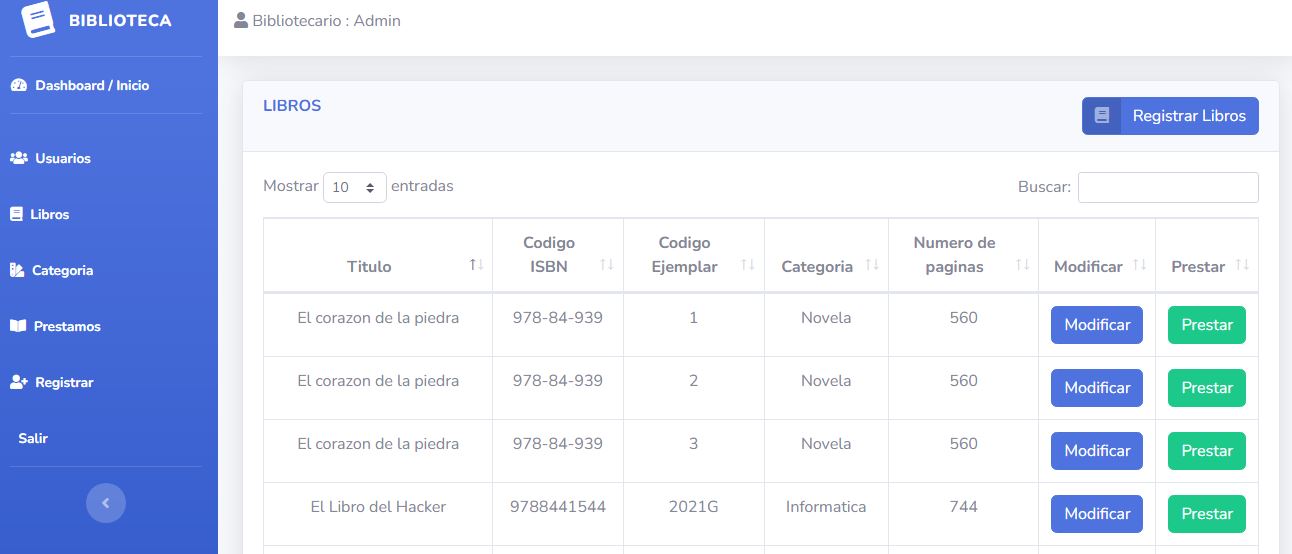 BIBLIOTECA
Bibliotecario : Admin
Dashboard / Inicio
Usuarios
Libros
Categoria
Prestamos
Registrar
Salir
LIBROS
Registrar Libros
Mostrar 10 entradas
Buscar:
Titulo
Codigo
ISBN
Codigo
Ejemplar
Categoria
Numero de
paginas
Modificar
Prestar
El corazon de la piedra 978-84-939 1 Novela 560 Modificar Prestar
El corazon de la piedra 978-84-939 2 Novela 560 Modificar Prestar
El corazon de la piedra 978-84-939 3 Novela 560 Modificar Prestar
El Libro del Hacker 9788441544 2021G Informatica 744 Modificar Prestar